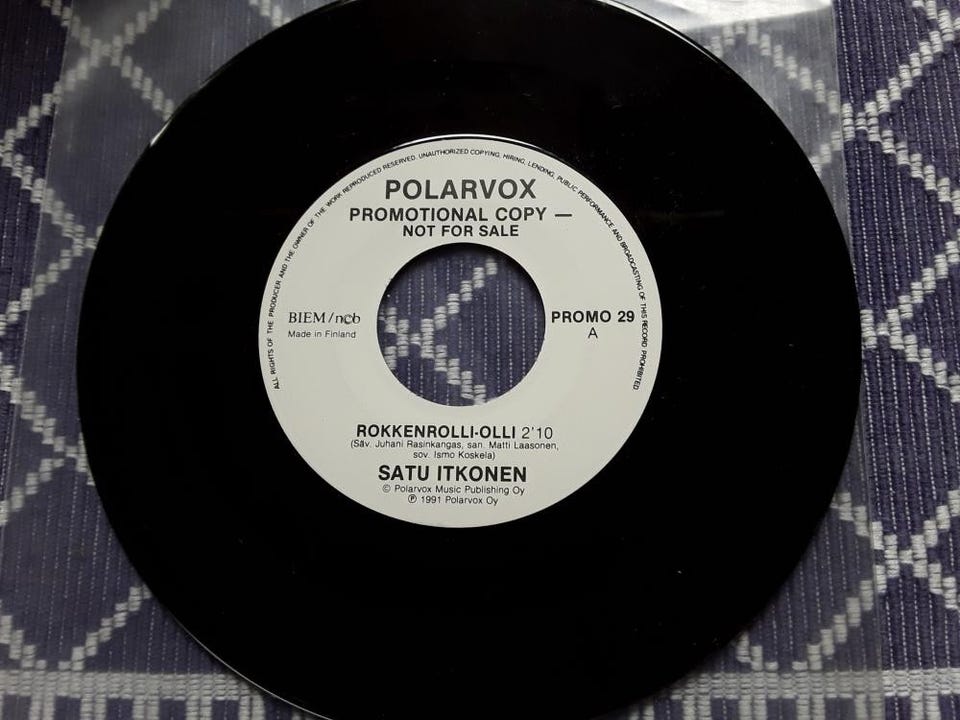 ALL RIGHTS OF THE PRODUCER AND THE OWNER OF THE WORK REPRODUCED RESERVED. UNAUTHORIZED COPYING, HIRING, LENDING, PUBLIC PERFORMANCE AND BROADCASTING OF THIS RECORD PROHIBITED
POLARVOX
PROMOTIONAL COPY —
NOT FOR SALE
BIEM/ncb
Made in Finland
PROMO 29
A
ROKKENROLLI-OLLI 2'10
(Säv. Juhani Rasinkangas, san. Matti Laasonen,
sov. Ismo Koskela)
SATU ITKONEN
© Polarvox Music Publishing Oy
℗ 1991 Polarvox Oy